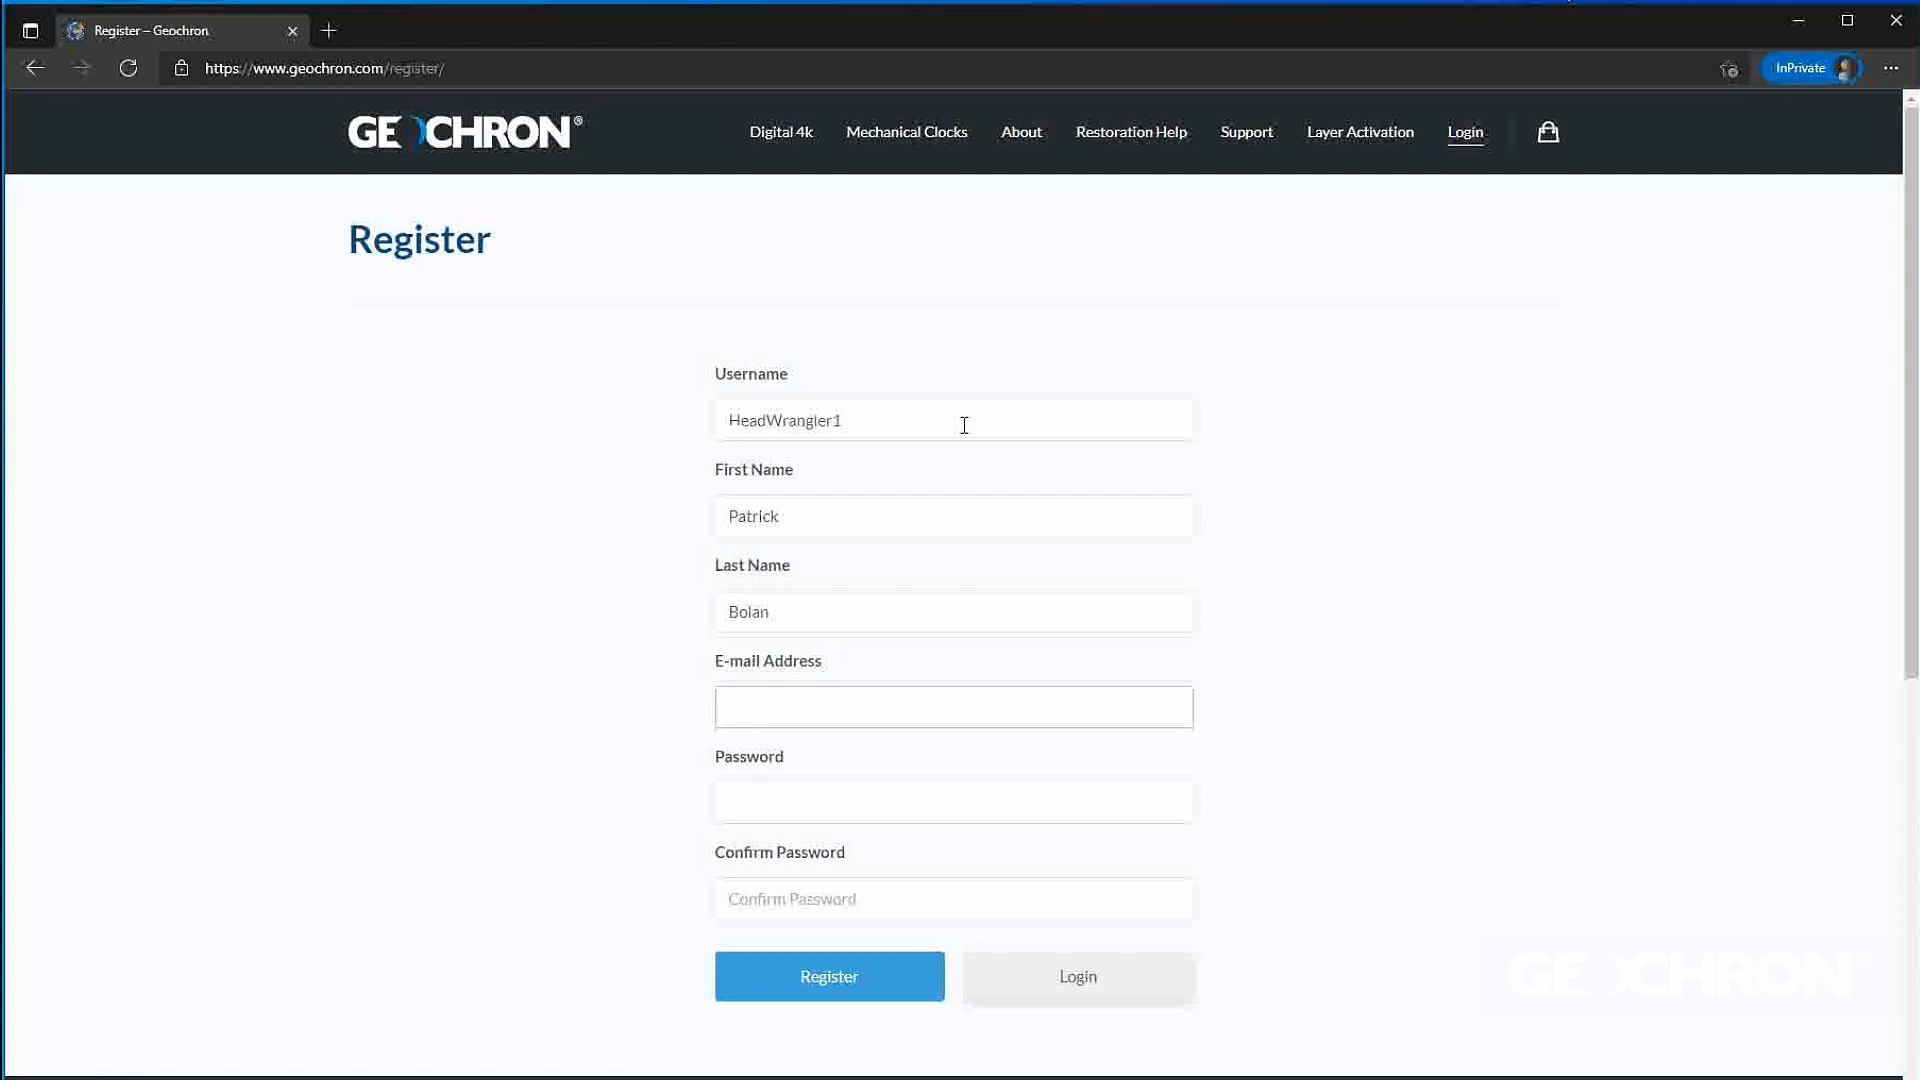 Register – Geochron
https://www.geochron.com/register/
InPrivate
GEOCHRON®
Digital 4k Mechanical Clocks About Restoration Help Support Layer Activation Login
Register
Username
HeadWrangler1
First Name
Patrick
Last Name
Bolan
E-mail Address
Password
Confirm Password
Confirm Password
Register Login
GEOCHRON®